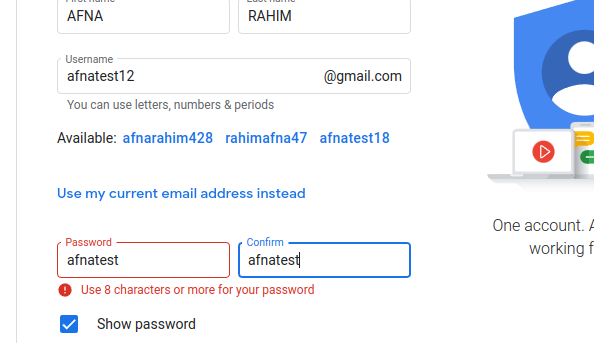 First name Last name
AFNA RAHIM
Username
afnatest12 @gmail.com
You can use letters, numbers & periods
Available: afnarahim428 rahimafna47 afnatest18
Use my current email address instead
Password Confirm
afnatest afnatest
Use 8 characters or more for your password
Show password
One account. A
working f